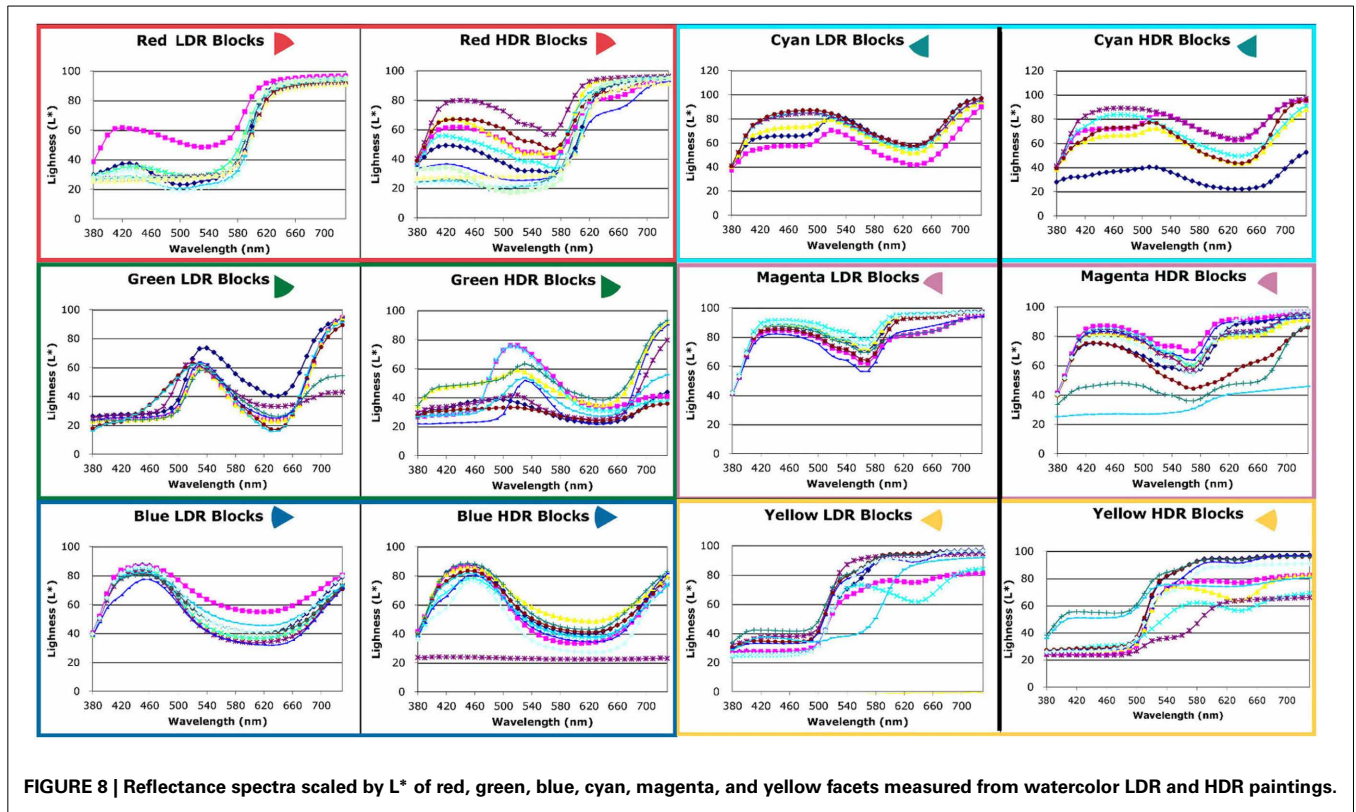 Red LDR Blocks
Red HDR Blocks
Cyan LDR Blocks
Cyan HDR Blocks
100
80
60
40
20
0
Lighness (L*)
380 420 460 500 540 580 620 660 700
Wavelength (nm)
100
80
60
40
20
0
Lighness (L*)
380 420 460 500 540 580 620 660 700
Wavelength (nm)
120
100
80
60
40
20
0
Lighness (L*)
380 420 460 500 540 580 620 660 700
Wavelength (nm)
120
100
80
60
40
20
0
Lighness (L*)
380 420 460 500 540 580 620 660 700
Wavelength (nm)
Green LDR Blocks
Green HDR Blocks
Magenta LDR Blocks
Magenta HDR Blocks
100
80
60
40
20
0
Lighness (L*)
380 420 460 500 540 580 620 660 700
Wavelength (nm)
100
80
60
40
20
0
Lighness (L*)
380 420 460 500 540 580 620 660 700
Wavelength (nm)
100
80
60
40
20
0
Lighness (L*)
380 420 460 500 540 580 620 660 700
Wavelength (nm)
100
80
60
40
20
0
Lighness (L*)
380 420 460 500 540 580 620 660 700
Wavelength (nm)
Blue LDR Blocks
Blue HDR Blocks
Yellow LDR Blocks
Yellow HDR Blocks
100
80
60
40
20
0
Lighness (L*)
380 420 460 500 540 580 620 660 700
Wavelength (nm)
100
80
60
40
20
0
Lighness (L*)
380 420 460 500 540 580 620 660 700
Wavelength (nm)
100
80
60
40
20
0
Lighness (L*)
380 420 460 500 540 580 620 660 700
Wavelength (nm)
100
80
60
40
20
0
Lighness (L*)
380 420 460 500 540 580 620 660 700
Wavelength (nm)
FIGURE 8 | Reflectance spectra scaled by L* of red, green, blue, cyan, magenta, and yellow facets measured from watercolor LDR and HDR paintings.